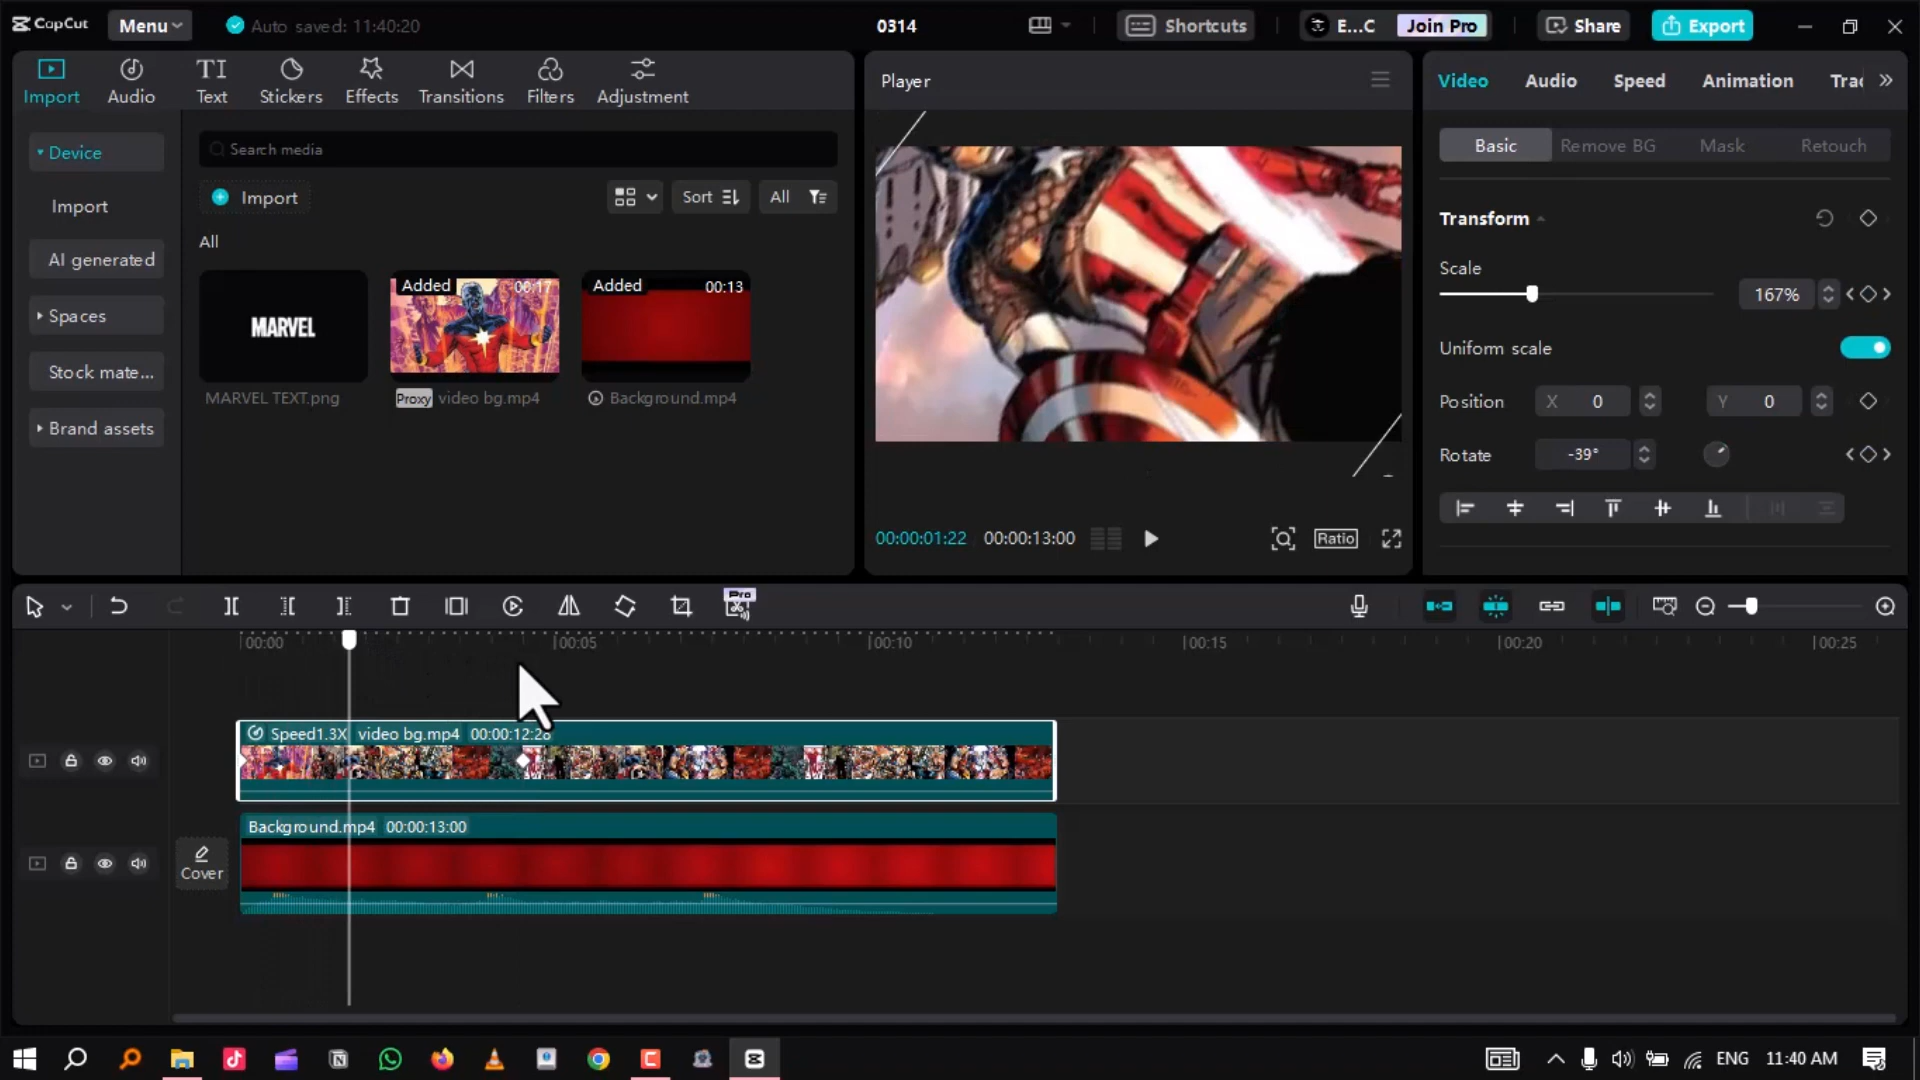 CapCut
Menu
Auto saved: 11:40:20
0314
Shortcuts
E...C
Join Pro
Share
Export
Import
Audio
Text
Stickers
Effects
Transitions
Filters
Adjustment
Device
Import
AI generated
Spaces
Stock mate...
Brand assets
Search media
Import
Sort
All
All
MARVEL
MARVEL TEXT.png
Added
00:17
Proxy video bg.mp4
Added
00:13
Background.mp4
Player
00:00:01:22
00:00:13:00
Ratio
Video
Audio
Speed
Animation
Trac
Basic
Remove BG
Mask
Retouch
Transform
Scale
167%
Uniform scale
Position
X 0
Y 0
Rotate
-39°
Pro
00:00
00:05
00:10
00:15
00:20
00:25
Speed1.3X video bg.mp4 00:00:12:28
Cover
Background.mp4 00:00:13:00
ENG
11:40 AM